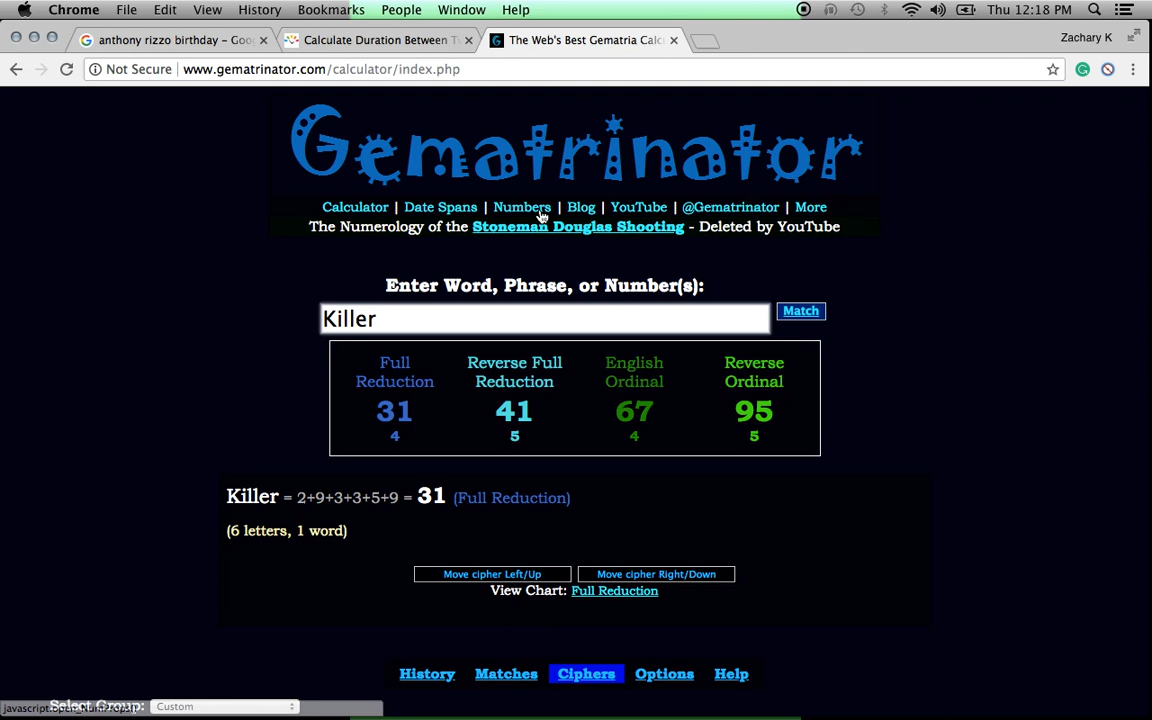 Chrome File Edit View History Bookmarks People Window Help Thu 12:18 PM
anthony rizzo birthday – Goo Calculate Duration Between Tw The Web's Best Gematria Calc Zachary K
Not Secure www.gematrinator.com/calculator/index.php
Gematrinator
Calculator | Date Spans | Numbers | Blog | YouTube | @Gematrinator | More
The Numerology of the Stoneman Douglas Shooting - Deleted by YouTube
Enter Word, Phrase, or Number(s):
Killer Match
Full Reverse Full English Reverse
Reduction Reduction Ordinal Ordinal
31 41 67 95
4 5 4 5
Killer = 2+9+3+3+5+9 = 31 (Full Reduction)
(6 letters, 1 word)
Move cipher Left/Up Move cipher Right/Down
View Chart: Full Reduction
History Matches Ciphers Options Help
Select Group: Custom